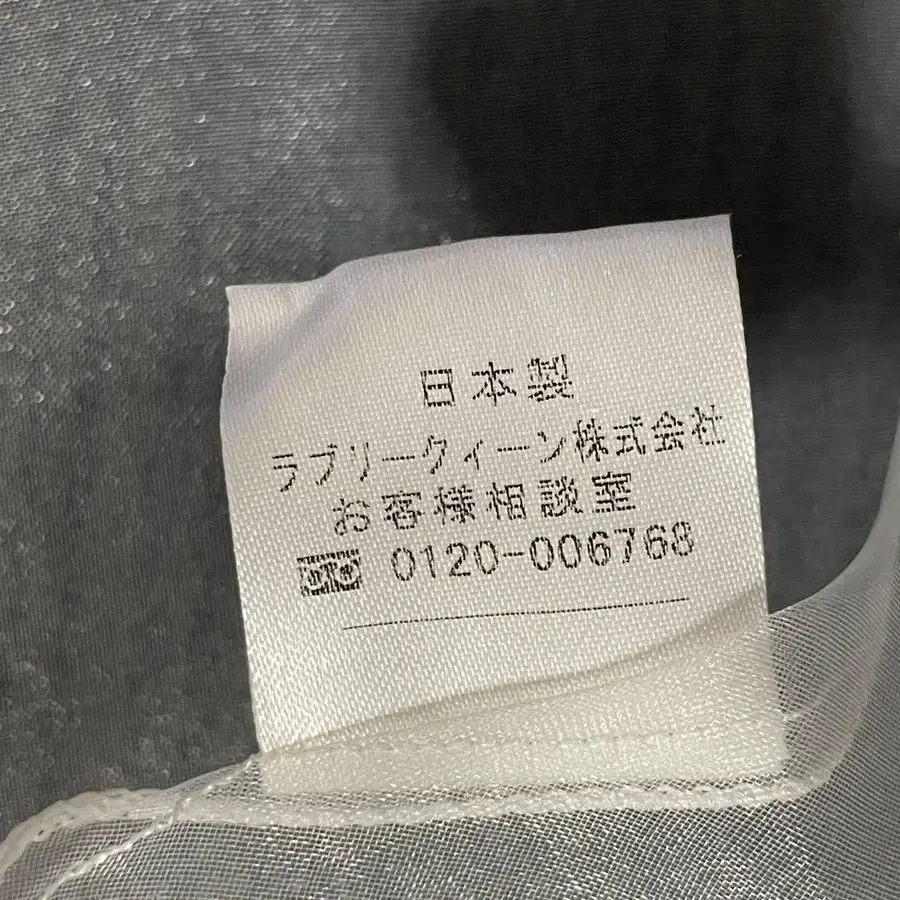 日本製
ラブリークィーン株式会社
お客様相談室
0120-006768